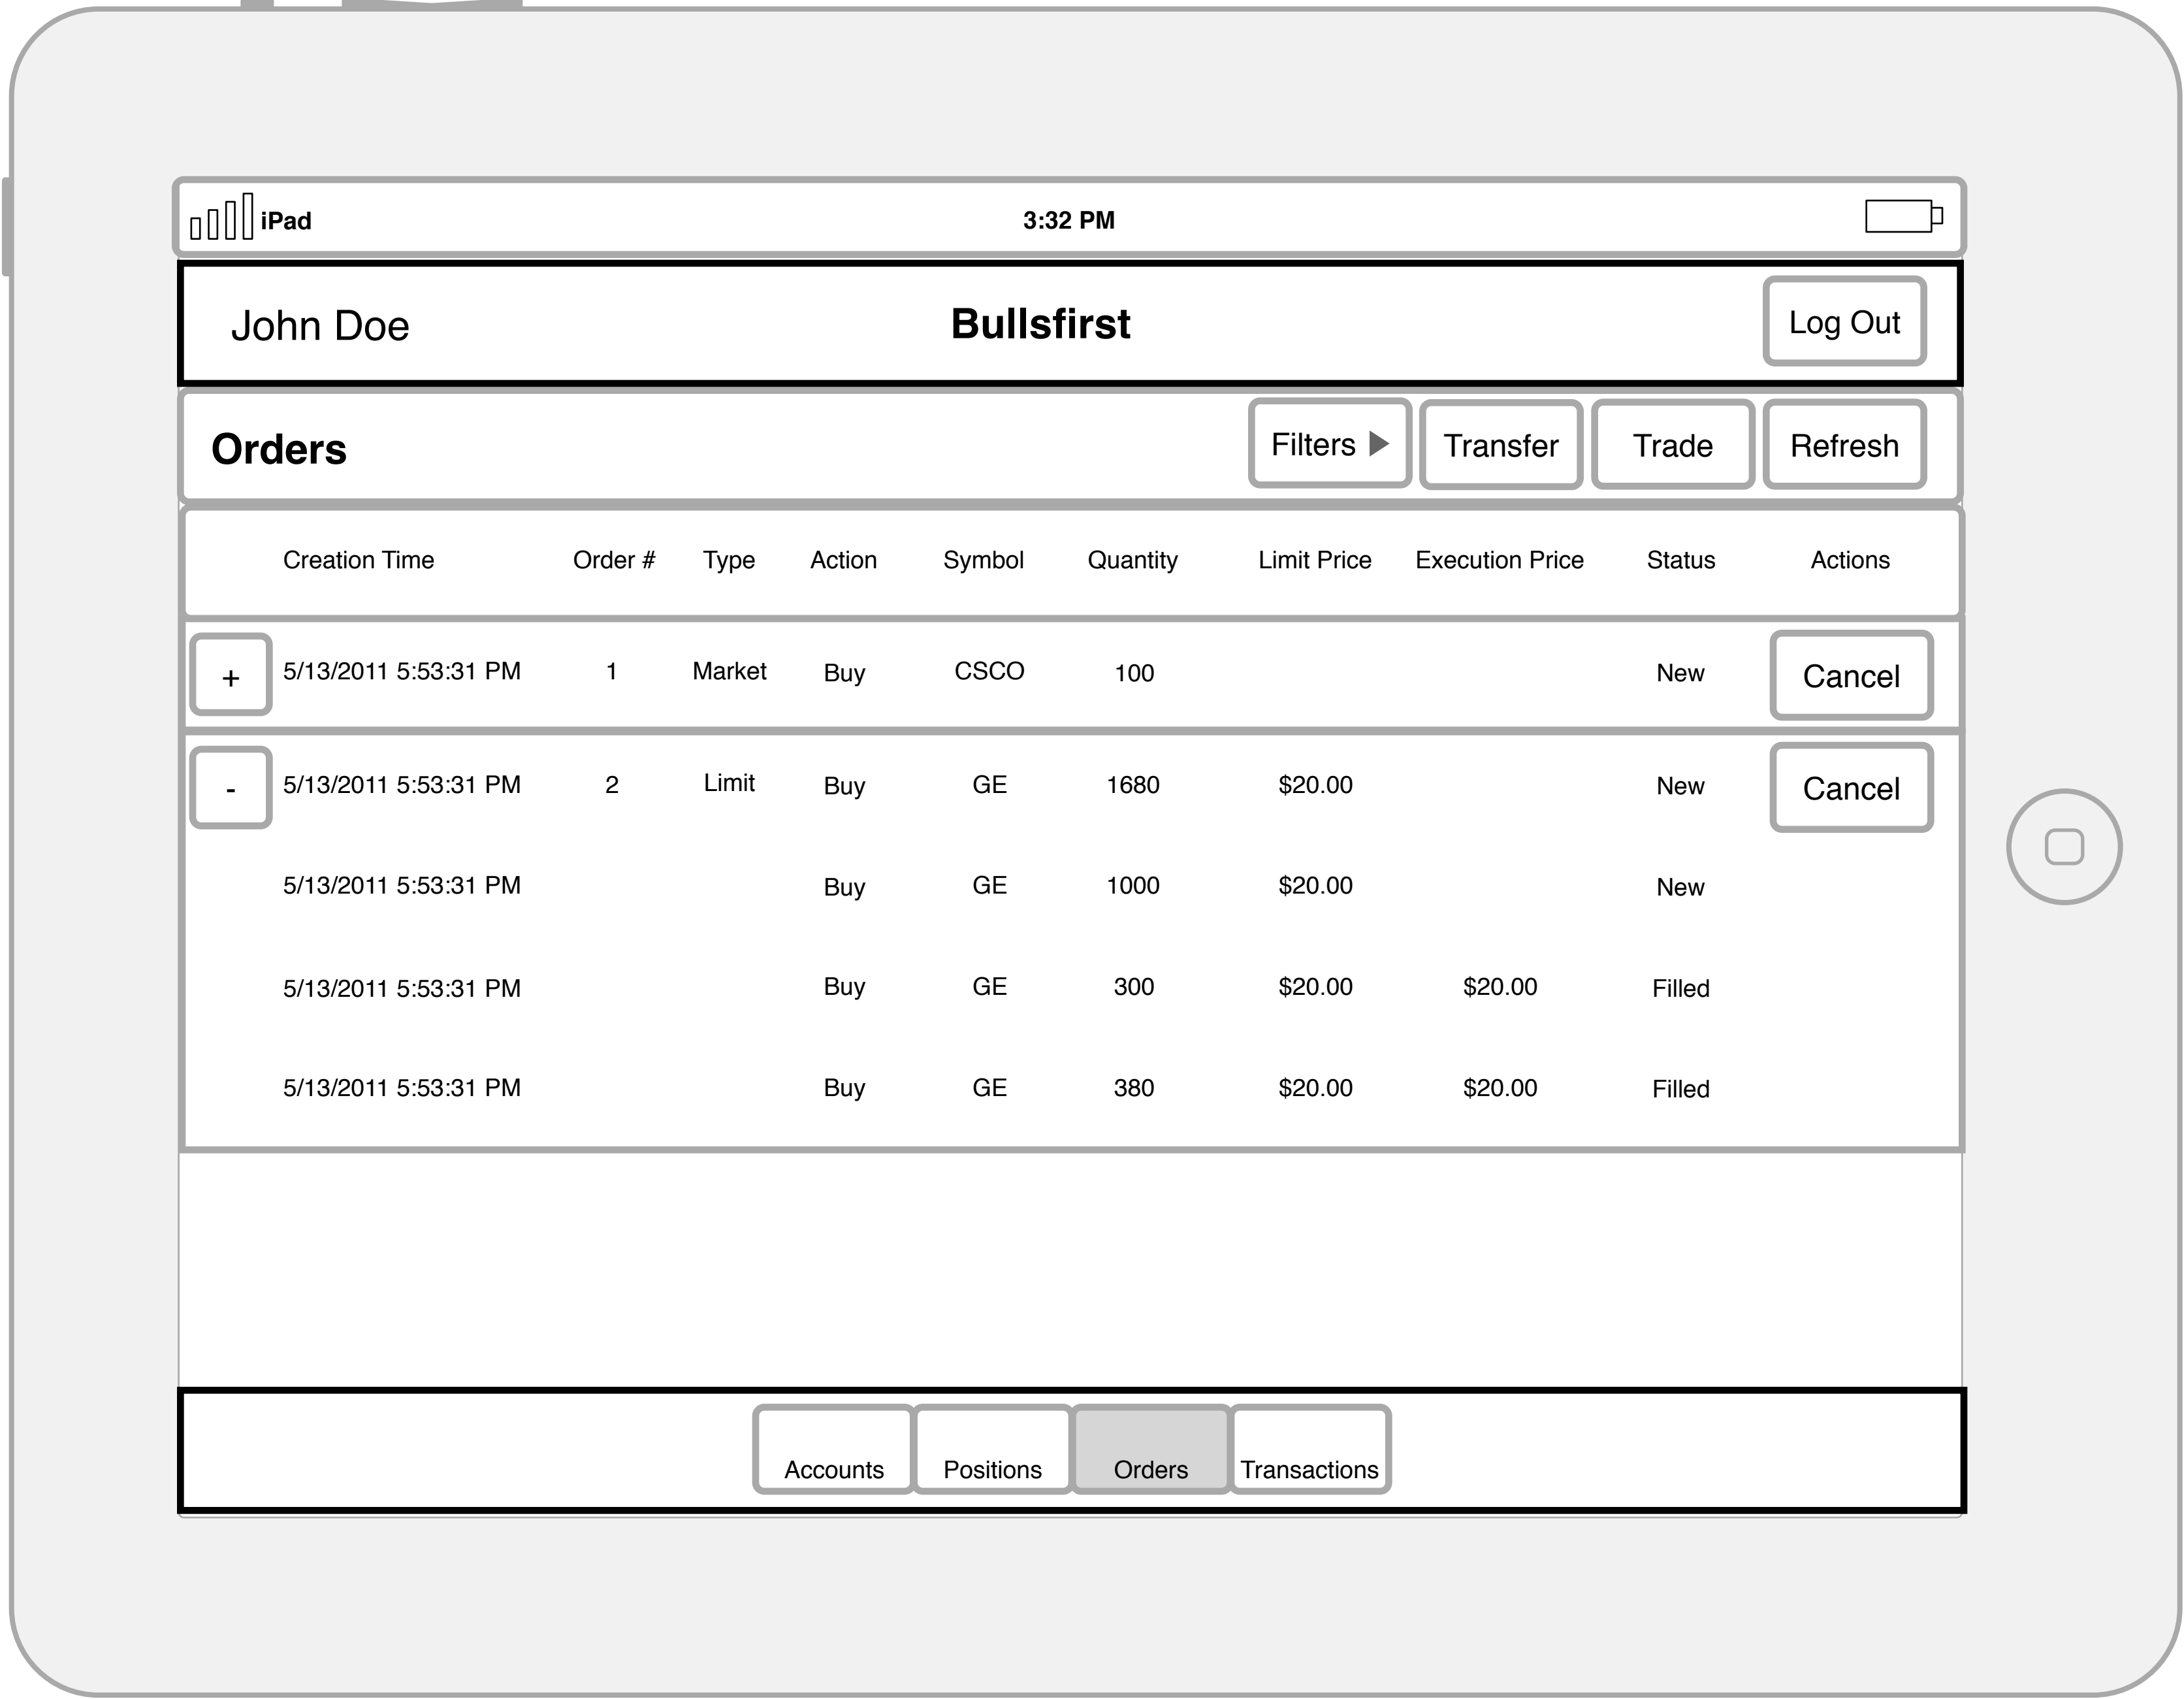 iPad 3:32 PM
John Doe Bullsfirst Log Out
Orders Filters Transfer Trade Refresh
Creation Time Order # Type Action Symbol Quantity Limit Price Execution Price Status Actions
+ 5/13/2011 5:53:31 PM 1 Market Buy CSCO 100 New Cancel
- 5/13/2011 5:53:31 PM 2 Limit Buy GE 1680 $20.00 New Cancel
5/13/2011 5:53:31 PM Buy GE 1000 $20.00 New
5/13/2011 5:53:31 PM Buy GE 300 $20.00 $20.00 Filled
5/13/2011 5:53:31 PM Buy GE 380 $20.00 $20.00 Filled
Accounts Positions Orders Transactions